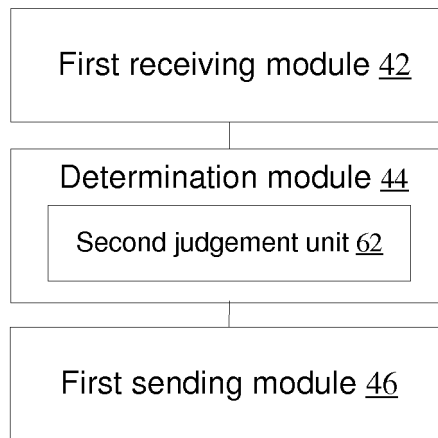 First receiving module 42
Determination module 44
Second judgement unit 62
First sending module 46